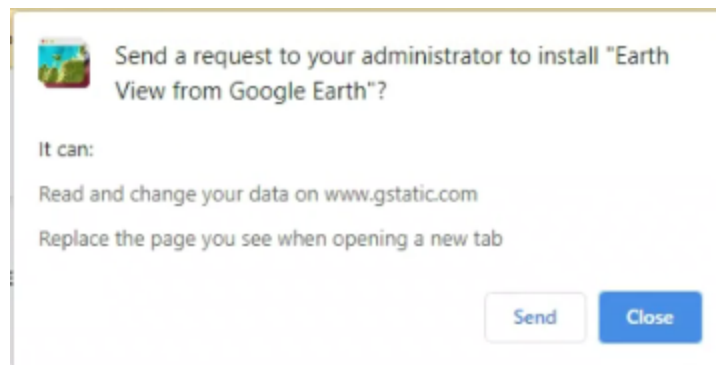 Send a request to your administrator to install "Earth
View from Google Earth"?
It can:
Read and change your data on www.gstatic.com
Replace the page you see when opening a new tab
Send
Close